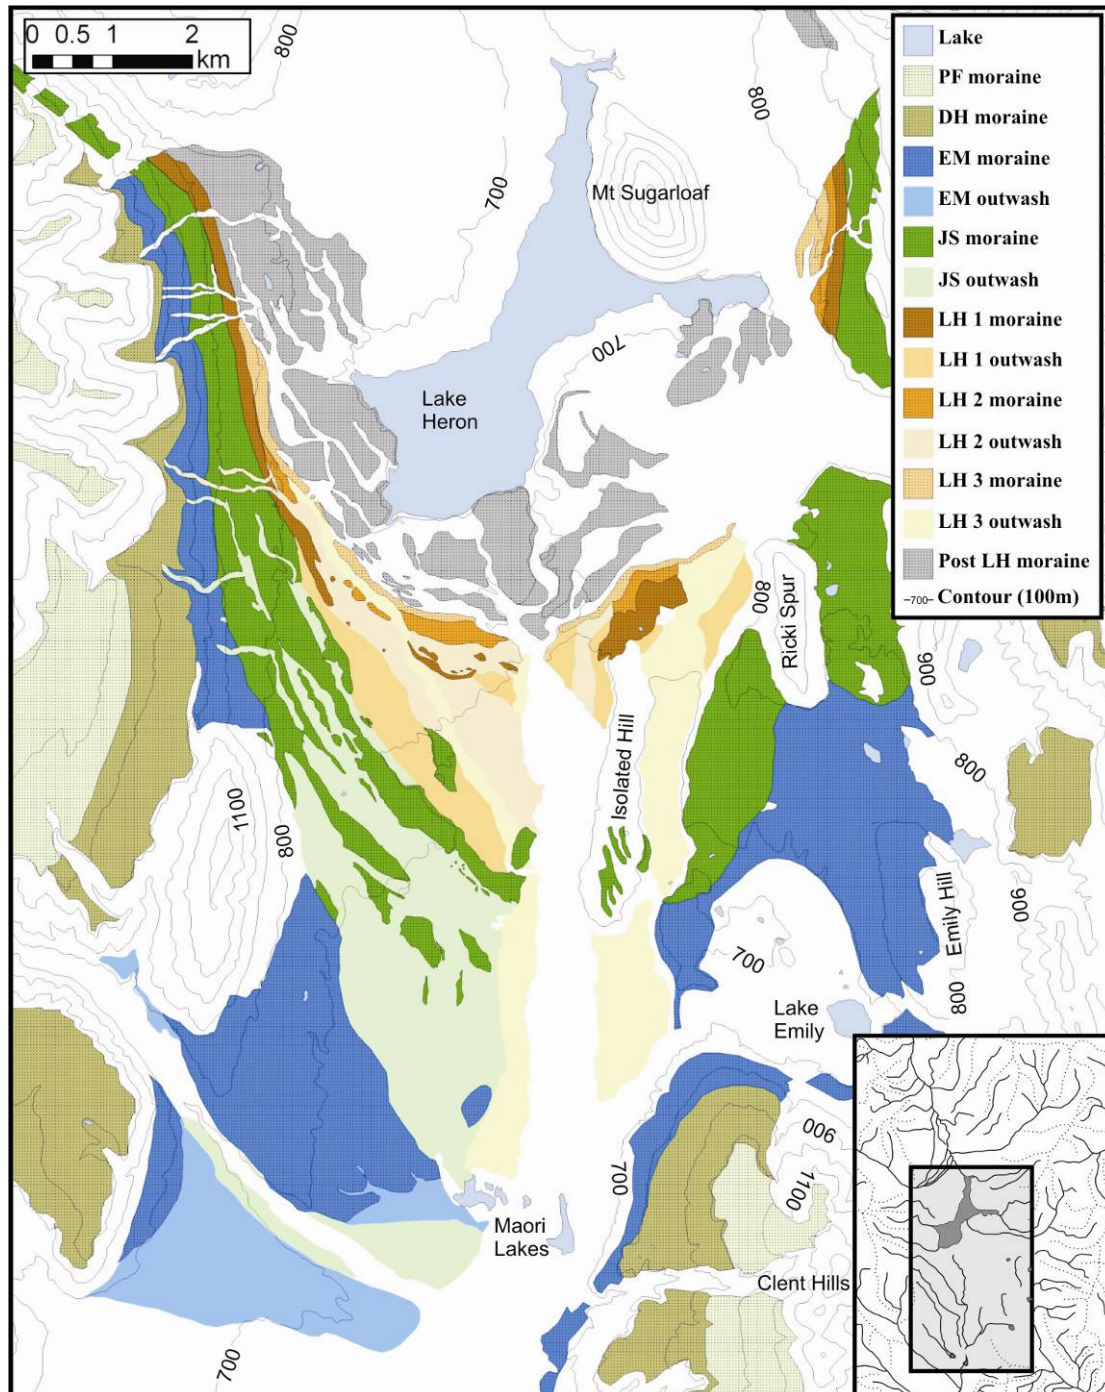 0 0.5 1 2
km
800
Lake
PF moraine
DH moraine
EM moraine
EM outwash
JS moraine
JS outwash
LH 1 moraine
LH 1 outwash
LH 2 moraine
LH 2 outwash
LH 3 moraine
LH 3 outwash
Post LH moraine
–700– Contour (100m)
800
700
Mt Sugarloaf
700
Lake
Heron
800
Ricki Spur
900
Isolated Hill
800
1100
800
Emily Hill
900
700
800
Lake
Emily
900
1100
700
Maori
Lakes
Clent Hills
700